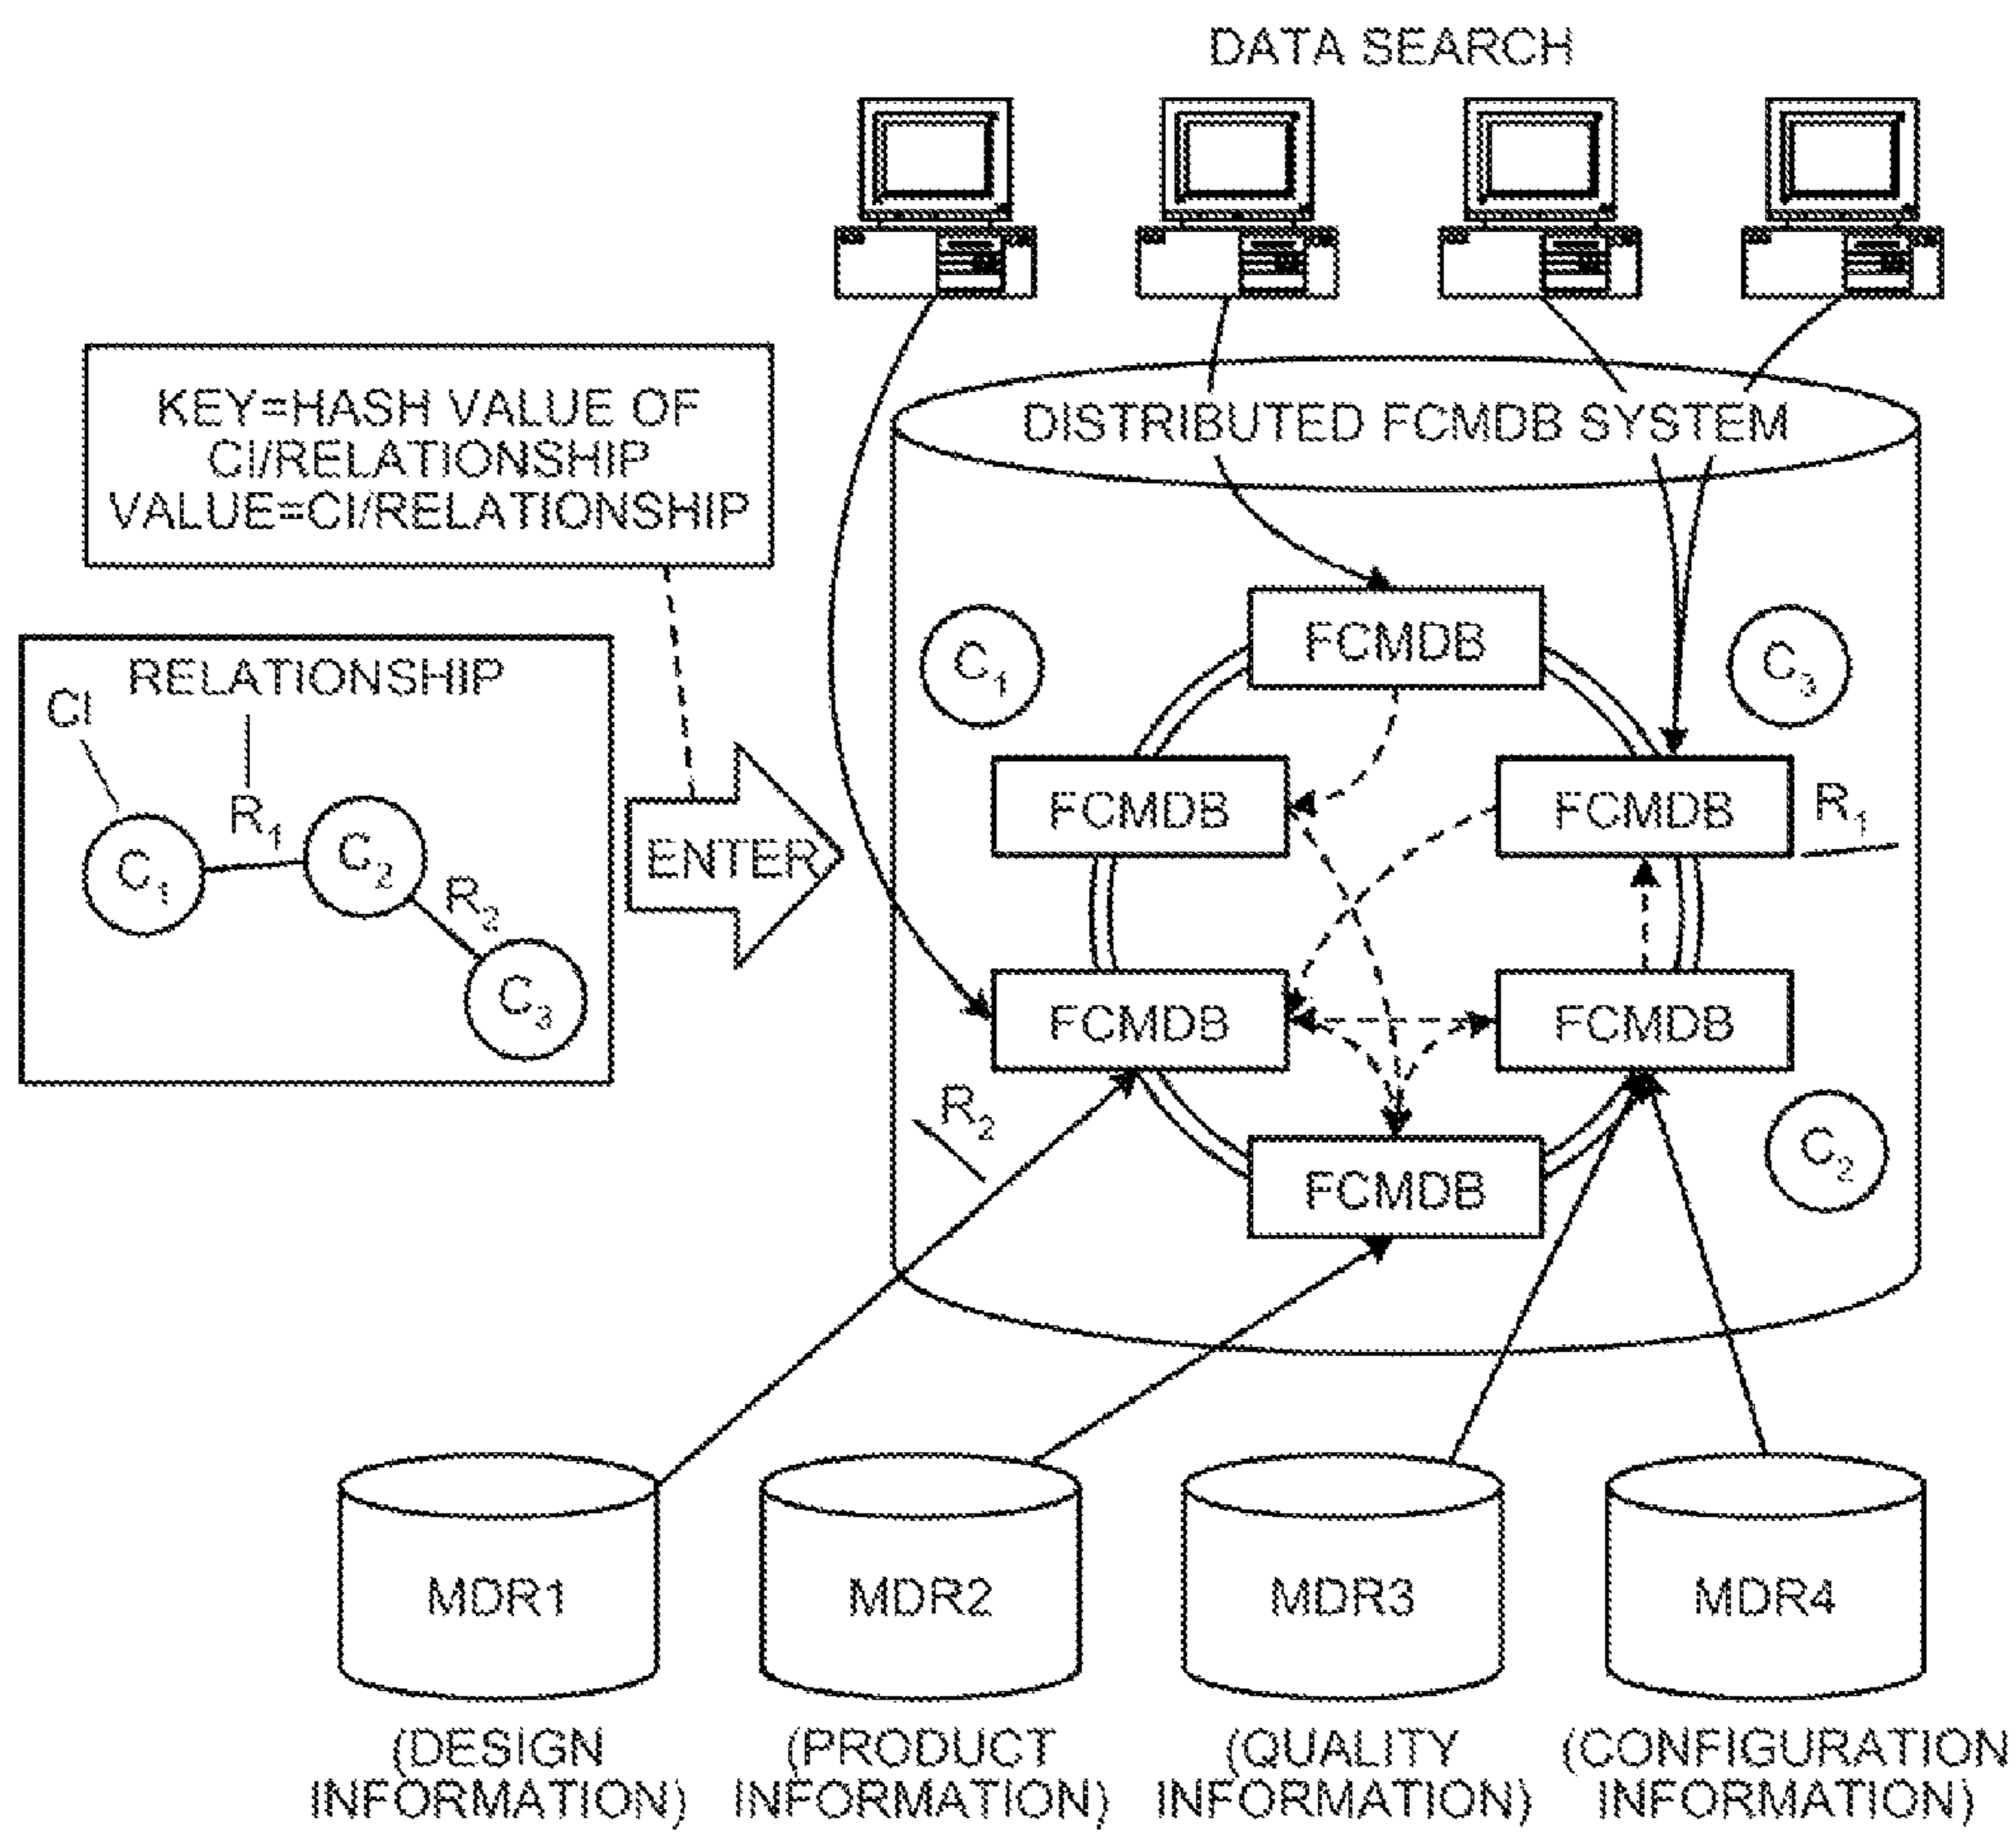 DATA SEARCH
KEY=HASH VALUE OF
CI/RELATIONSHIP
VALUE=CI/RELATIONSHIP
DISTRIBUTED FCMDB SYSTEM
RELATIONSHIP
CI
R1
C1
C2
R2
C3
ENTER
FCMDB
C1
C3
FCMDB
FCMDB
R1
FCMDB
FCMDB
R2
C2
FCMDB
MDR1
MDR2
MDR3
MDR4
(DESIGN
INFORMATION)
(PRODUCT
INFORMATION)
(QUALITY
INFORMATION)
(CONFIGURATION
INFORMATION)